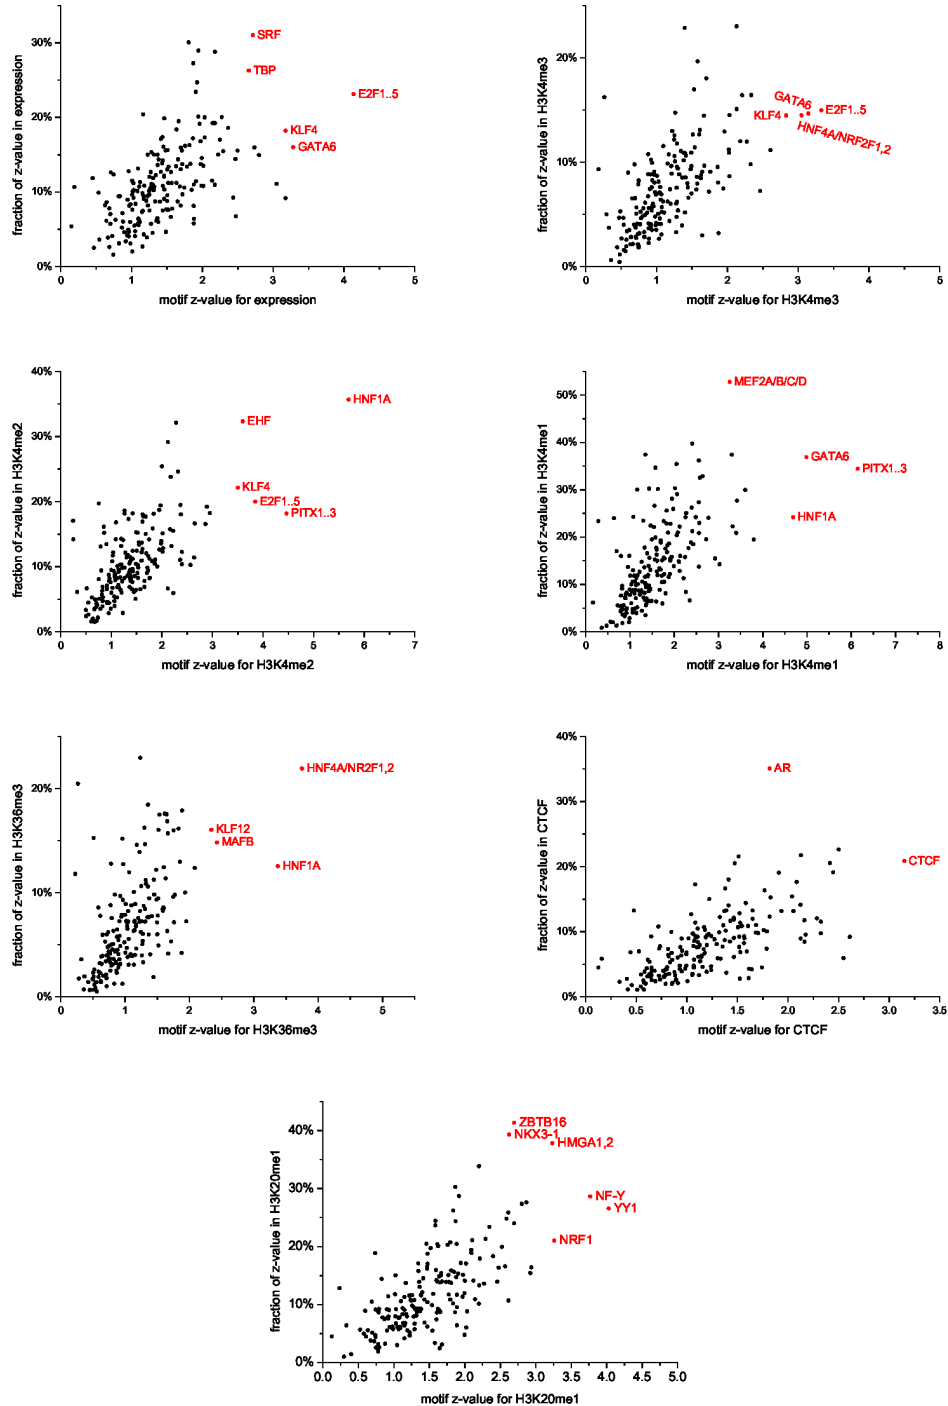 30%
20%
10%
0%
fraction of z-value in expression
SRF
TBP
E2F1..5
KLF4
GATA6
0 1 2 3 4 5
motif z-value for expression
20%
10%
0%
fraction of z-value in H3K4me3
GATA6
E2F1..5
KLF4
HNF4A/NRF2F1,2
0 1 2 3 4 5
motif z-value for H3K4me3
40%
30%
20%
10%
0%
fraction of z-value in H3K4me2
HNF1A
EHF
KLF4
E2F1..5
PITX1..3
0 1 2 3 4 5 6 7
motif z-value for H3K4me2
50%
40%
30%
20%
10%
0%
fraction of z-value in H3K4me1
MEF2A/B/C/D
GATA6
PITX1..3
HNF1A
0 1 2 3 4 5 6 7 8
motif z-value for H3K4me1
20%
10%
0%
fraction of z-value in H3K36me3
HNF4A/NR2F1,2
KLF12
MAFB
HNF1A
0 1 2 3 4 5
motif z-value for H3K36me3
40%
30%
20%
10%
0%
fraction of z-value in CTCF
AR
CTCF
0.0 0.5 1.0 1.5 2.0 2.5 3.0 3.5
motif z-value for CTCF
40%
30%
20%
10%
0%
fraction of z-value in H3K20me1
ZBTB16
NKX3-1
HMGA1,2
NF-Y
YY1
NRF1
0.0 0.5 1.0 1.5 2.0 2.5 3.0 3.5 4.0 4.5 5.0
motif z-value for H3K20me1